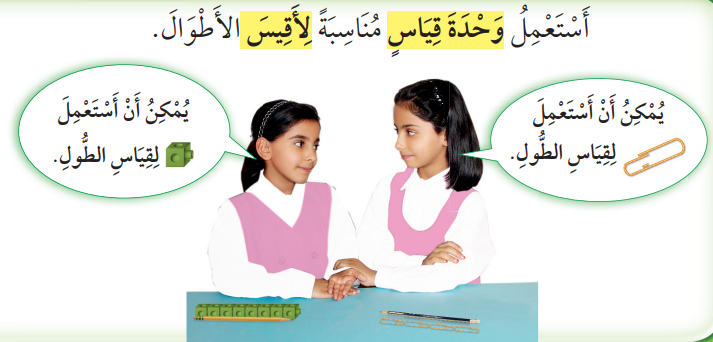 أَسْتَعْمِلُ وَحْدَةَ قِيَاسٍ مُنَاسِبَةً لِأَقِيسَ الأَطْوَالَ.
يُمْكِنُ أَنْ أَسْتَعْمِلَ
لِقِيَاسِ الطُّولِ.
يُمْكِنُ أَن أَسْتَعْمِلَ
لِقِيَاسِ الطُّولِ.